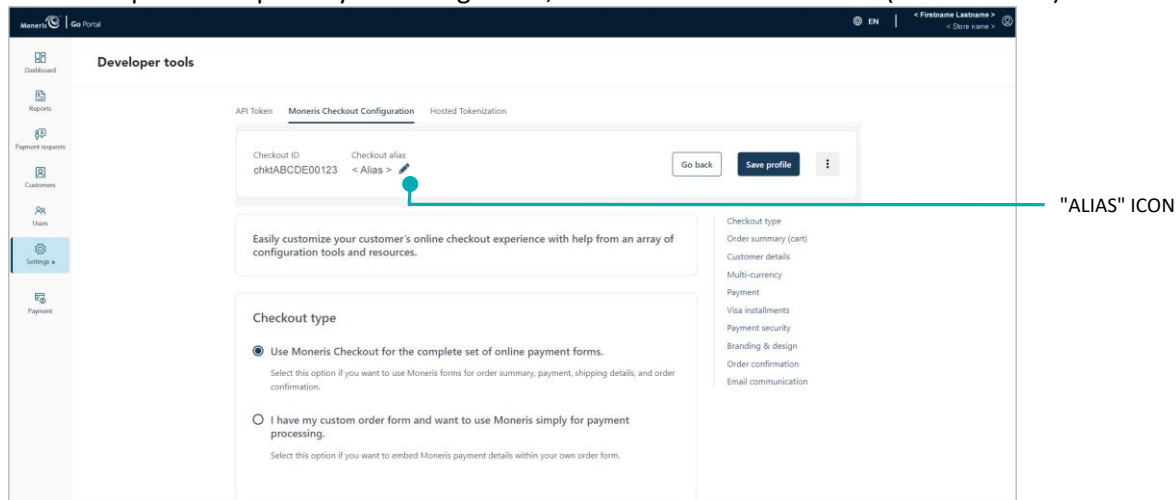 Moneris | Go Portal
EN | < Firstname Lastname >
< Store name >
Dashboard
Reports
Payment requests
Customers
Users
Settings ▸
Payment
Developer tools
API Token Moneris Checkout Configuration Hosted Tokenization
Checkout ID Checkout alias
chktABCDE00123 < Alias >
Go back Save profile
"ALIAS" ICON
Easily customize your customer's online checkout experience with help from an array of
configuration tools and resources.
Checkout type
Use Moneris Checkout for the complete set of online payment forms.
Select this option if you want to use Moneris forms for order summary, payment, shipping details, and order
confirmation.
I have my custom order form and want to use Moneris simply for payment
processing.
Select this option if you want to embed Moneris payment details within your own order form.
Checkout type
Order summary (cart)
Customer details
Multi-currency
Payment
Visa installments
Payment security
Branding & design
Order confirmation
Email communication